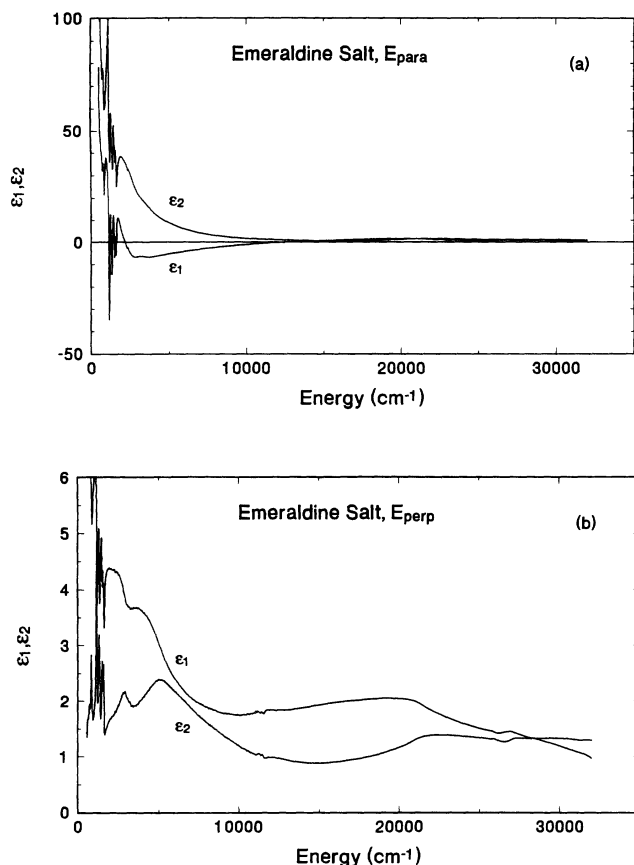 100
Emeraldine Salt, Epara
(a)
50
ε1,ε2
ε2
0
ε1
-50
0 10000 20000 30000
Energy (cm-1)
6
Emeraldine Salt, Eperp
(b)
5
4
ε1,ε2
3
ε1
2
ε2
1
0
0 10000 20000 30000
Energy (cm-1)